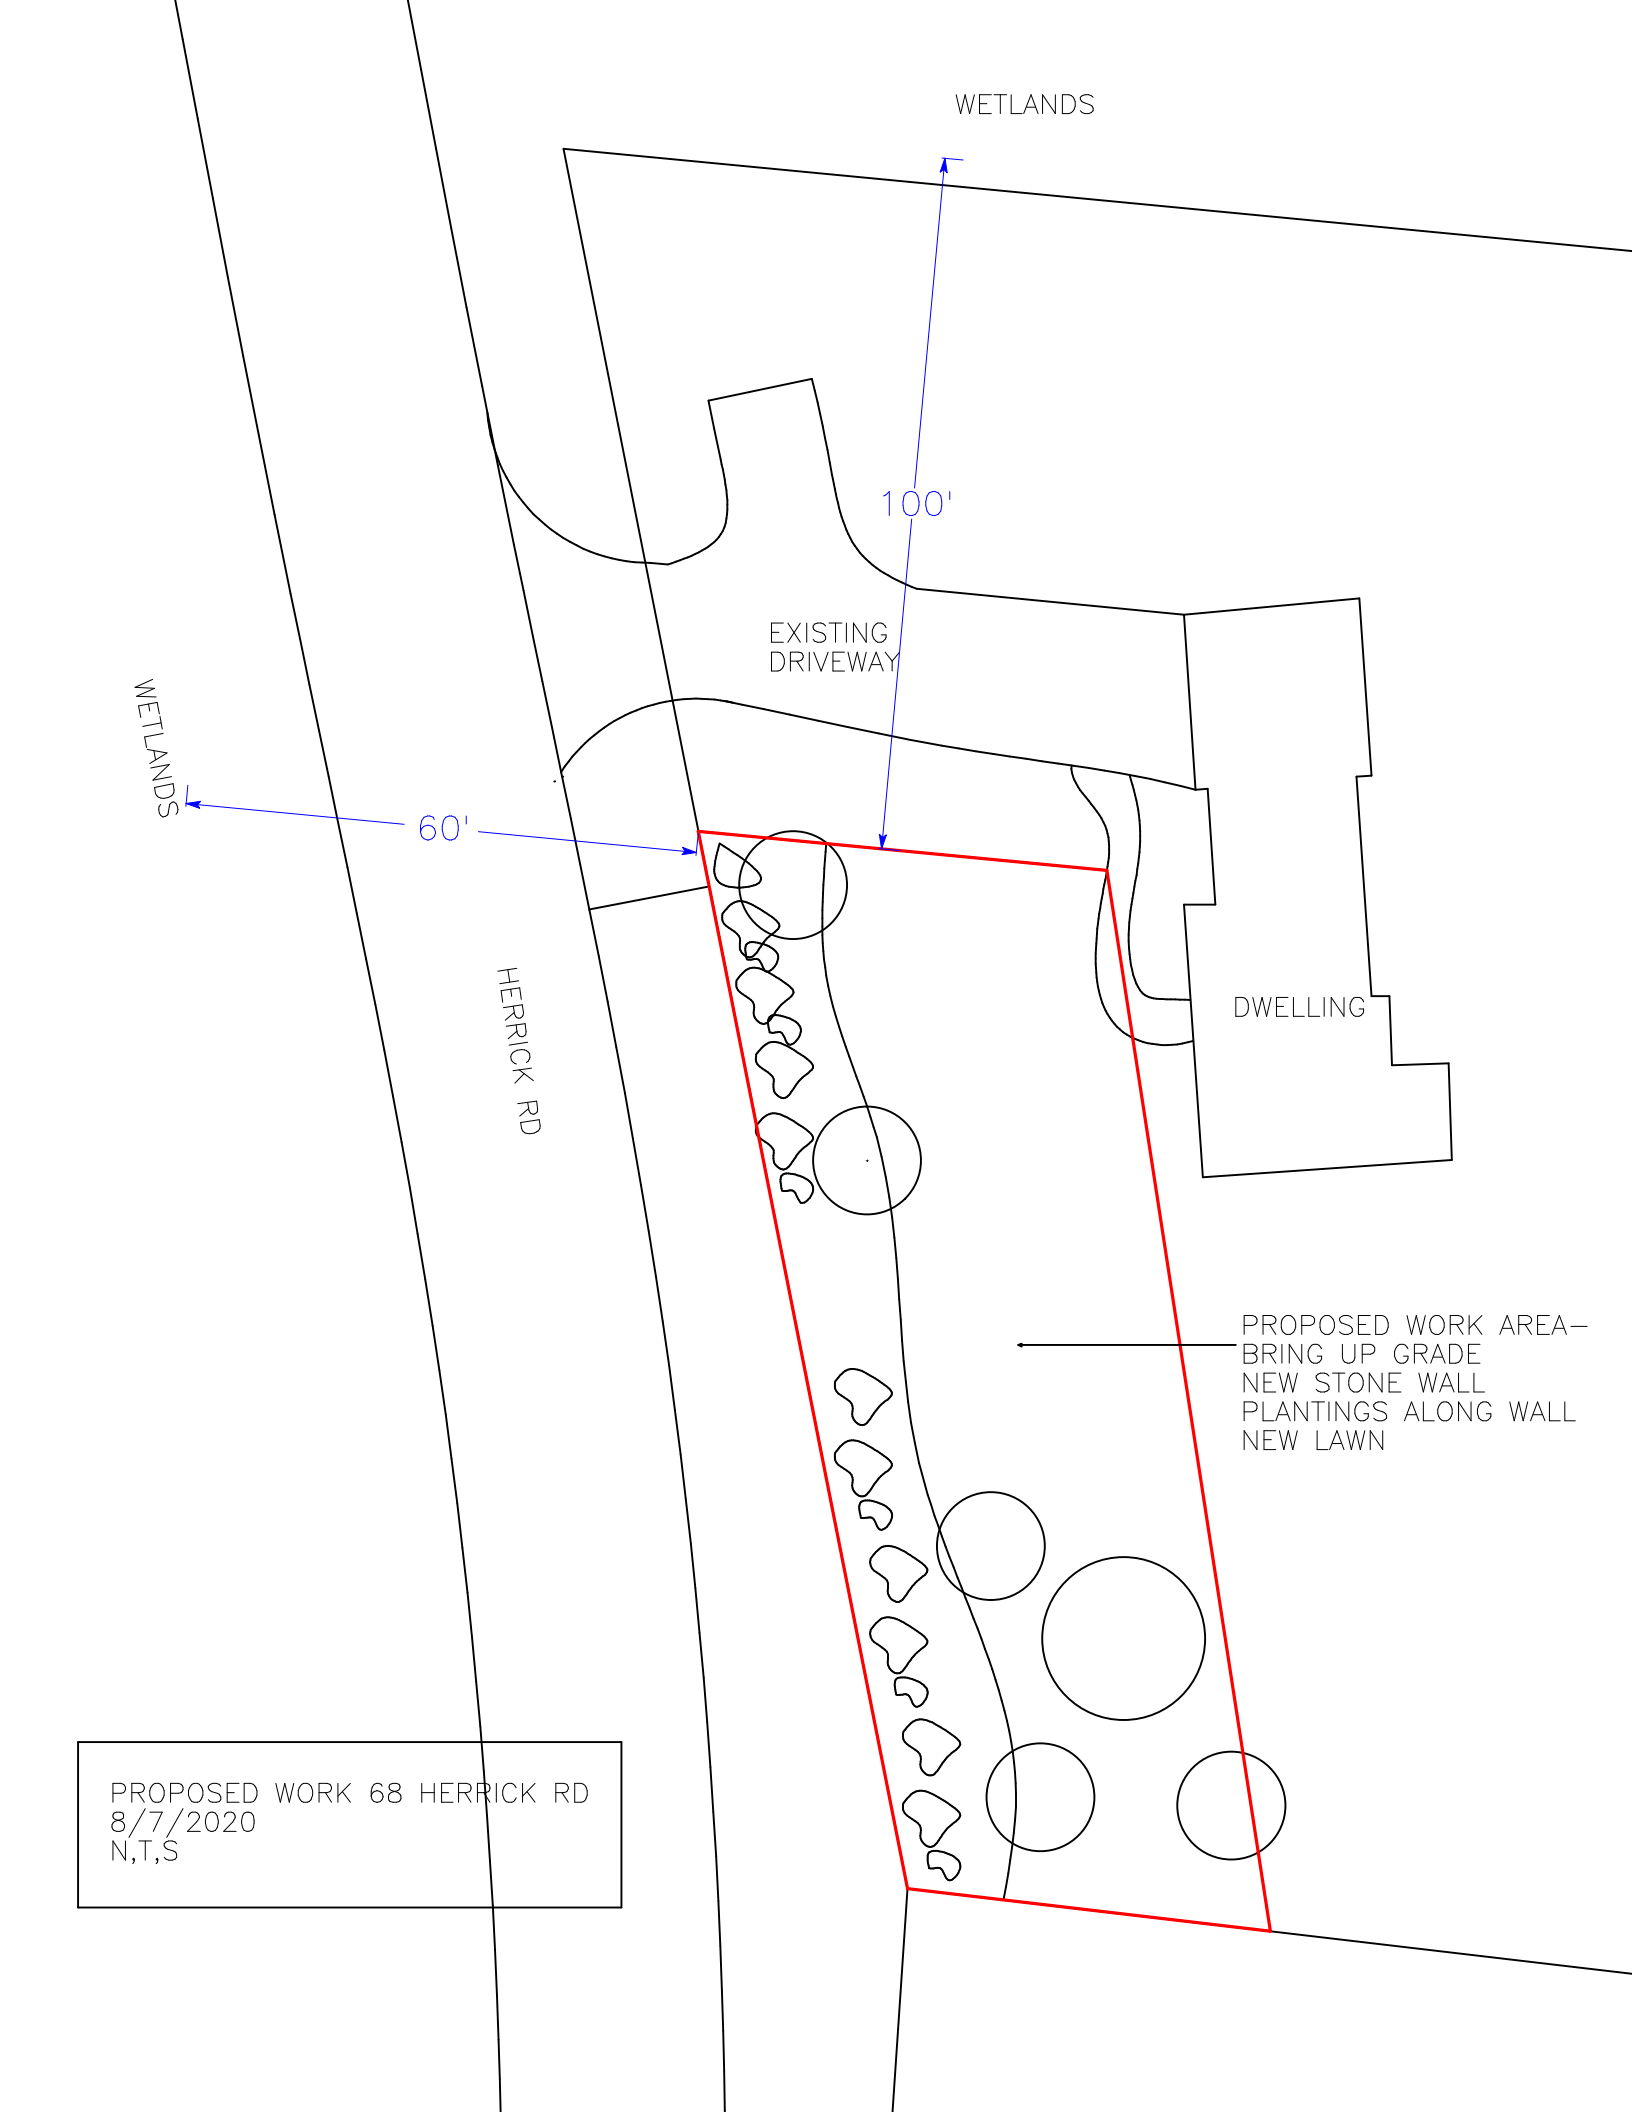 WETLANDS
100'
EXISTING
DRIVEWAY
WETLANDS
60'
HERRICK RD
DWELLING
PROPOSED WORK AREA-
BRING UP GRADE
NEW STONE WALL
PLANTINGS ALONG WALL
NEW LAWN
PROPOSED WORK 68 HERRICK RD
8/7/2020
N,T,S